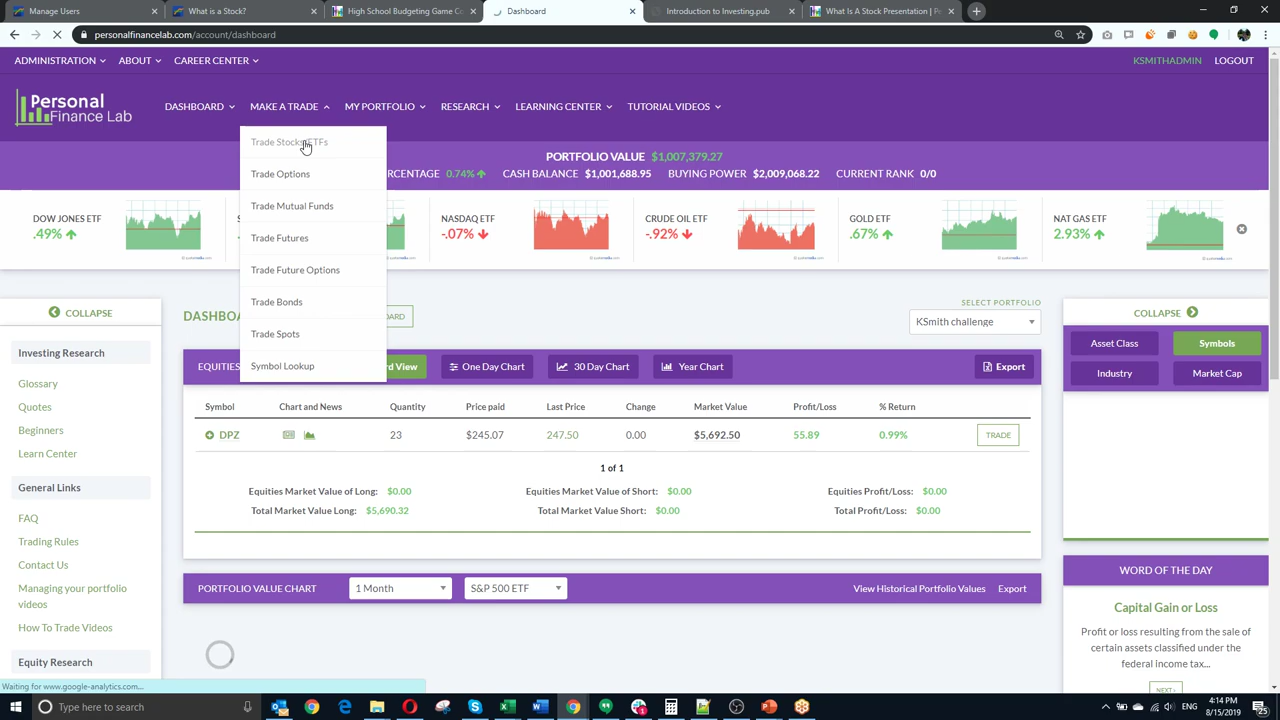 Manage Users
What is a Stock?
High School Budgeting Game Co
Dashboard
Introduction to Investing.pub
What Is A Stock Presentation | Pe
personalfinancelab.com/account/dashboard
ADMINISTRATION ABOUT CAREER CENTER KSMITHADMIN LOGOUT
Personal
Finance Lab
DASHBOARD MAKE A TRADE MY PORTFOLIO RESEARCH LEARNING CENTER TUTORIAL VIDEOS
Trade Stocks/ETFs
Trade Options
Trade Mutual Funds
Trade Futures
Trade Future Options
Trade Bonds
Trade Spots
Symbol Lookup
PORTFOLIO VALUE $1,007,379.27
RCENTAGE 0.74% CASH BALANCE $1,001,688.95 BUYING POWER $2,009,068.22 CURRENT RANK 0/0
DOW JONES ETF
.49%
S
NASDAQ ETF
-.07%
CRUDE OIL ETF
-.92%
GOLD ETF
.67%
NAT GAS ETF
2.93%
COLLAPSE
Investing Research
Glossary
Quotes
Beginners
Learn Center
General Links
FAQ
Trading Rules
Contact Us
Managing your portfolio
videos
How To Trade Videos
Equity Research
DASHBOA
OARD
SELECT PORTFOLIO
KSmith challenge
EQUITIES
rd View One Day Chart 30 Day Chart Year Chart Export
Symbol Chart and News Quantity Price paid Last Price Change Market Value Profit/Loss % Return
DPZ 23 $245.07 247.50 0.00 $5,692.50 55.89 0.99% TRADE
1 of 1
Equities Market Value of Long: $0.00 Equities Market Value of Short: $0.00 Equities Profit/Loss: $0.00
Total Market Value Long: $5,690.32 Total Market Value Short: $0.00 Total Profit/Loss: $0.00
PORTFOLIO VALUE CHART 1 Month S&P 500 ETF View Historical Portfolio Values Export
COLLAPSE
Asset Class Symbols
Industry Market Cap
WORD OF THE DAY
Capital Gain or Loss
Profit or loss resulting from the sale of
certain assets classified under the
federal income tax...
NEXT
Waiting for www.google-analytics.com...
Type here to search
4:14 PM
8/15/2019
25